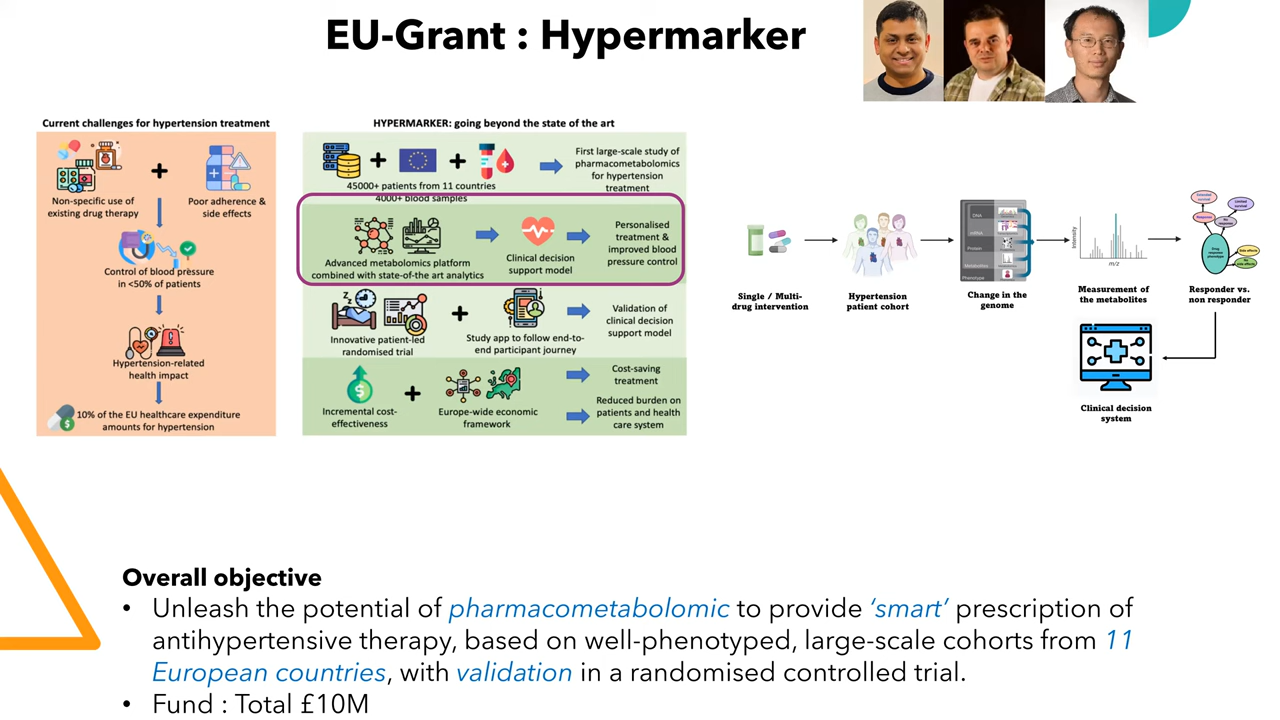 EU-Grant : Hypermarker
Current challenges for hypertension treatment
Non-specific use of
existing drug therapy
Poor adherence &
side effects
Control of blood pressure
in <50% of patients
Hypertension-related
health impact
10% of the EU healthcare expenditure
amounts for hypertension
HYPERMARKER: going beyond the state of the art
45000+ patients from 11 countries
4000+ blood samples
First large-scale study of
pharmacometabolomics
for hypertension
treatment
Advanced metabolomics platform
combined with state-of-the art analytics
Clinical decision
support model
Personalised
treatment &
improved blood
pressure control
Innovative patient-led
randomised trial
Study app to follow end-to-
end participant journey
Validation of
clinical decision
support model
Incremental cost-
effectiveness
Europe-wide economic
framework
Cost-saving
treatment
Reduced burden on
patients and health
care system
Single / Multi-
drug intervention
Hypertension
patient cohort
DNA
mRNA
Protein
Metabolites
Phenotype
Change in the
genome
Intensity
m/z
Measurement of
the metabolites
Responder vs.
non responder
Clinical decision
system
Overall objective
• Unleash the potential of pharmacometabolomic to provide ‘smart’ prescription of
antihypertensive therapy, based on well-phenotyped, large-scale cohorts from 11
European countries, with validation in a randomised controlled trial.
• Fund : Total £10M